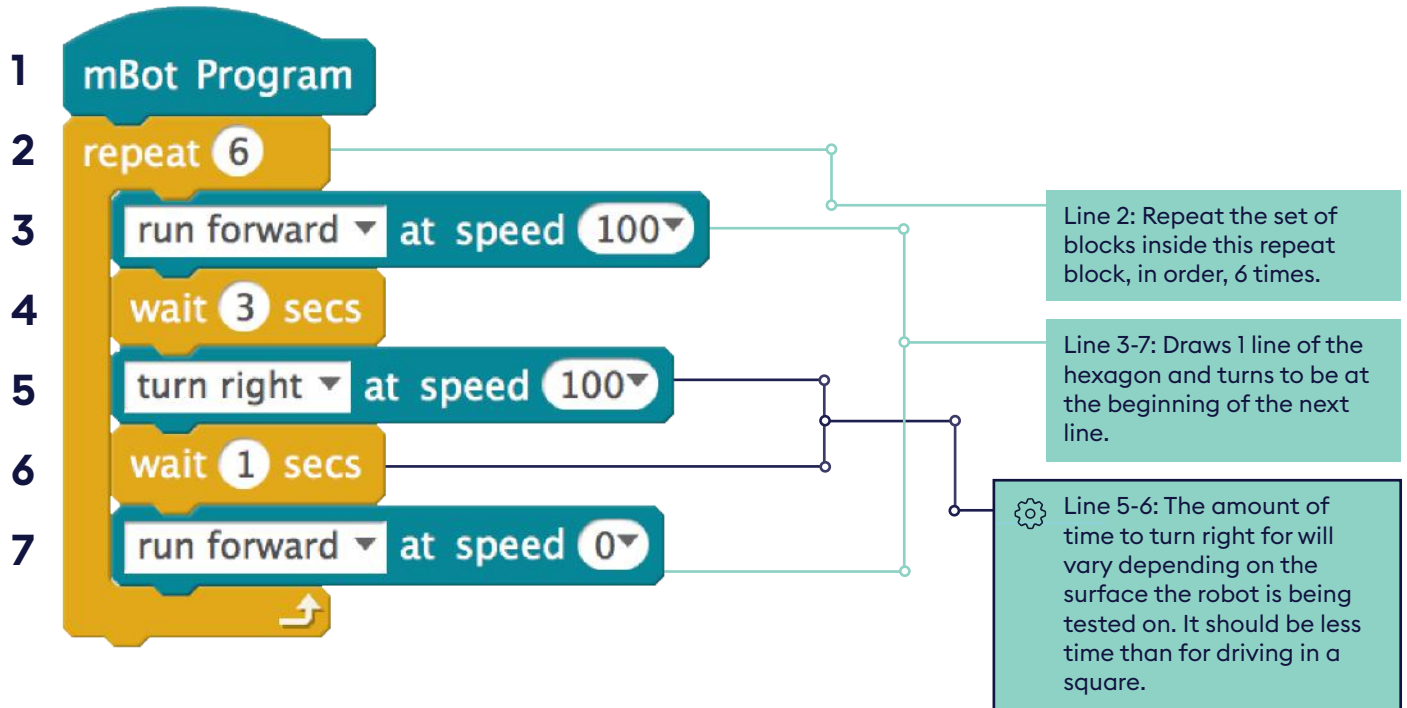 1 mBot Program
2 repeat 6
3 run forward at speed 100
4 wait 3 secs
5 turn right at speed 100
6 wait 1 secs
7 run forward at speed 0
Line 2: Repeat the set of
blocks inside this repeat
block, in order, 6 times.
Line 3-7: Draws 1 line of the
hexagon and turns to be at
the beginning of the next
line.
Line 5-6: The amount of
time to turn right for will
vary depending on the
surface the robot is being
tested on. It should be less
time than for driving in a
square.